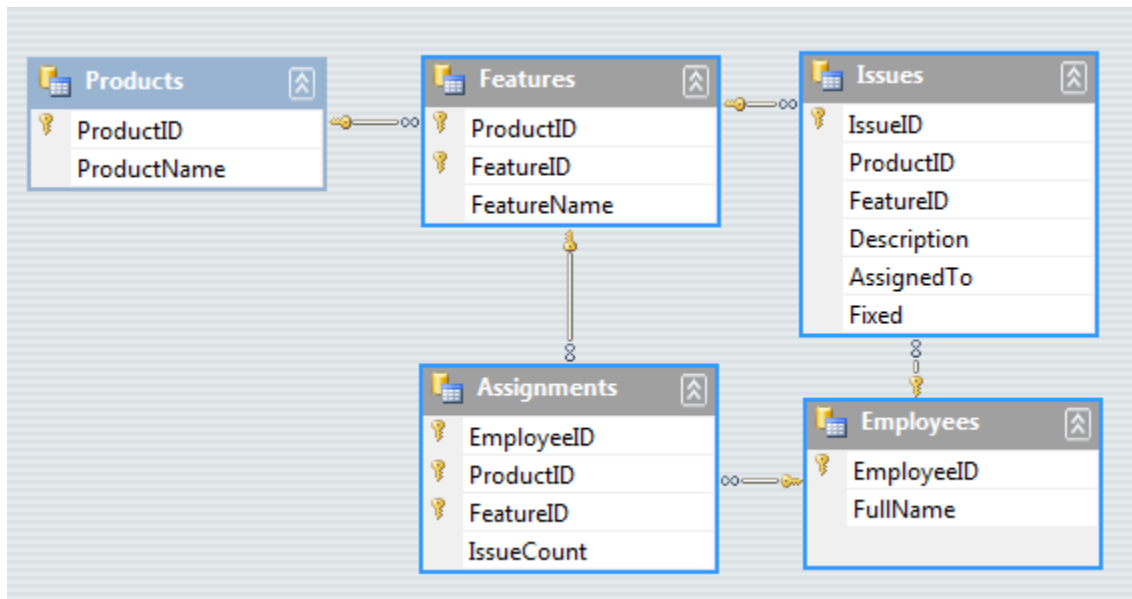 Products
ProductID
ProductName
Features
ProductID
FeatureID
FeatureName
Issues
IssueID
ProductID
FeatureID
Description
AssignedTo
Fixed
Assignments
EmployeeID
ProductID
FeatureID
IssueCount
Employees
EmployeeID
FullName